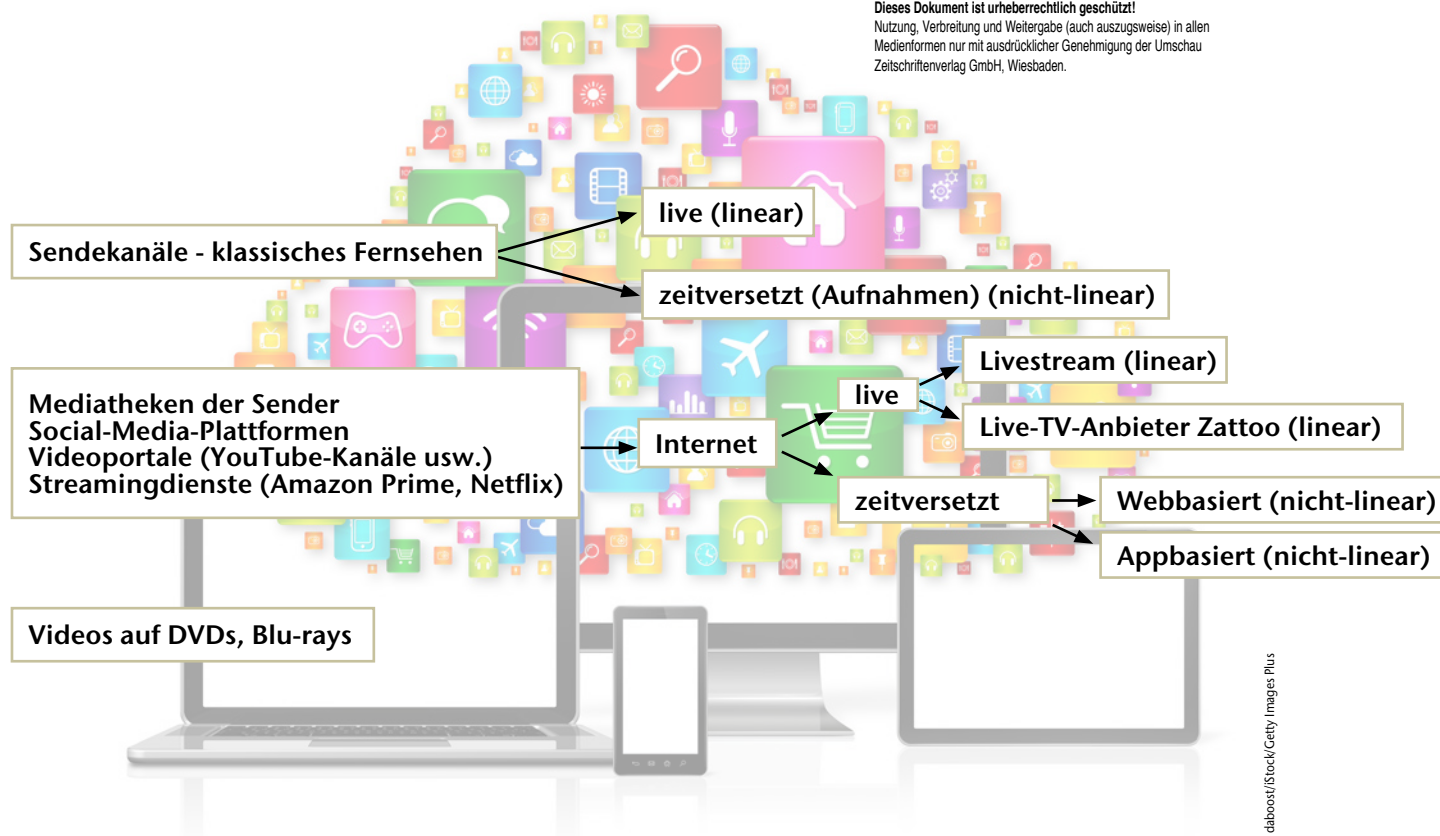 Dieses Dokument ist urheberrechtlich geschützt!
Nutzung, Verbreitung und Weitergabe (auch auszugsweise) in allen
Medienformen nur mit ausdrücklicher Genehmigung der Umschau
Zeitschriftenverlag GmbH, Wiesbaden.
Sendekanäle - klassisches Fernsehen
live (linear)
zeitversetzt (Aufnahmen) (nicht-linear)
Mediatheken der Sender
Social-Media-Plattformen
Videoportale (YouTube-Kanäle usw.)
Streamingdienste (Amazon Prime, Netflix)
Internet
live
Livestream (linear)
Live-TV-Anbieter Zattoo (linear)
zeitversetzt
Webbasiert (nicht-linear)
Appbasiert (nicht-linear)
Videos auf DVDs, Blu-rays
daboost/iStock/Getty Images Plus